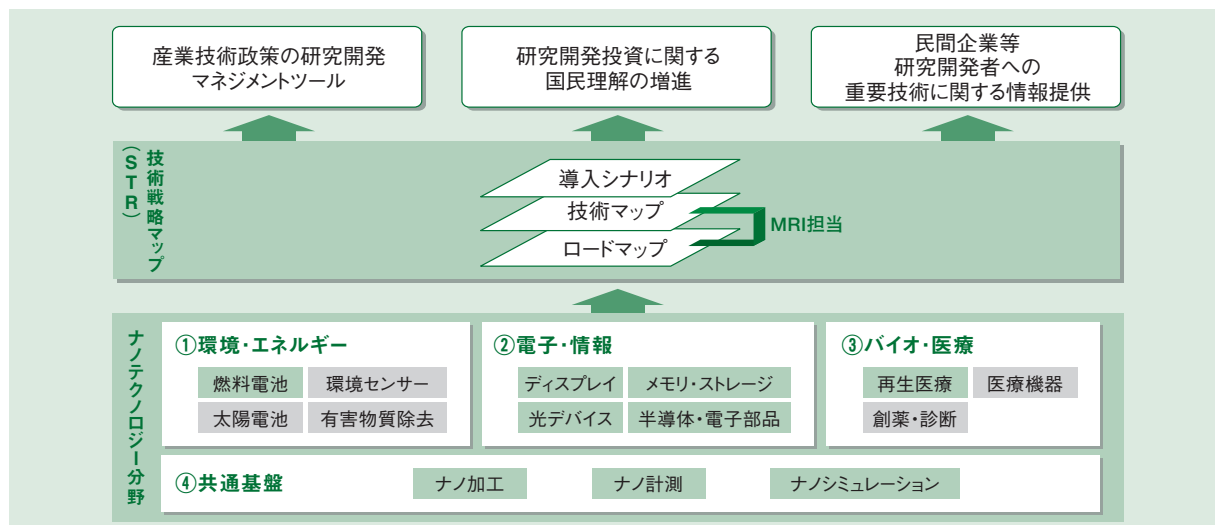 産業技術政策の研究開発
マネジメントツール
研究開発投資に関する
国民理解の増進
民間企業等
研究開発者への
重要技術に関する情報提供
技術戦略マップ
(STR)
導入シナリオ
技術マップ
ロードマップ
MRI担当
ナノテクノロジー分野
①環境・エネルギー
燃料電池
環境センサー
太陽電池
有害物質除去
②電子・情報
ディスプレイ
メモリ・ストレージ
光デバイス
半導体・電子部品
③バイオ・医療
再生医療
医療機器
創薬・診断
④共通基盤
ナノ加工
ナノ計測
ナノシミュレーション